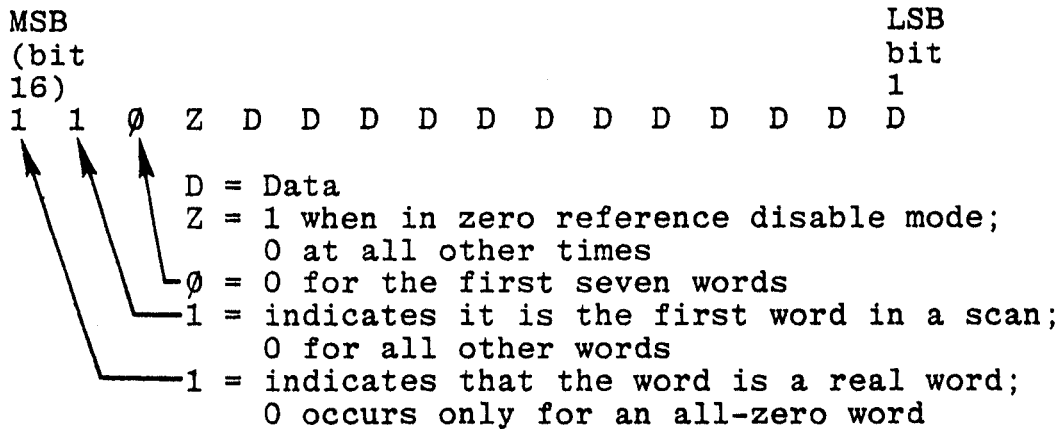 MSB LSB
(bit bit
16) 1
1 1 0̸ Z D D D D D D D D D D D D
D = Data
Z = 1 when in zero reference disable mode;
0 at all other times
0̸ = 0 for the first seven words
1 = indicates it is the first word in a scan;
0 for all other words
1 = indicates that the word is a real word;
0 occurs only for an all-zero word